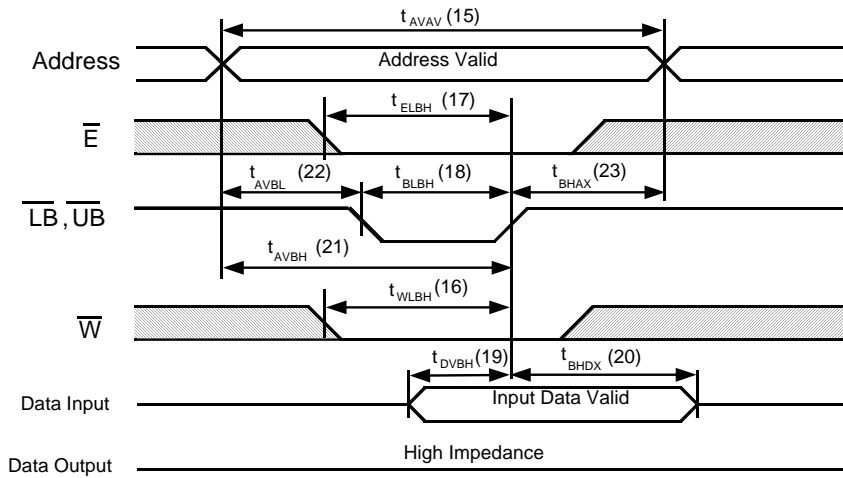 t AVAV (15)
Address
Address Valid
t ELBH (17)
E
t AVBL (22)
t BLBH (18)
t BHAX (23)
LB, UB
t AVBH (21)
t WLBH (16)
W
t DVBH (19)
t BHDX (20)
Data Input
Input Data Valid
High Impedance
Data Output